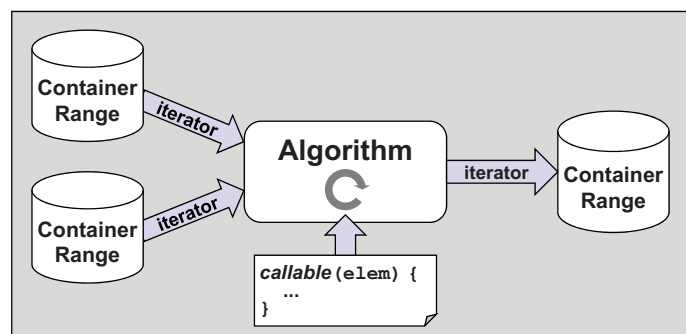 Container
Range
iterator
Container
Range
iterator
Algorithm
iterator
Container
Range
callable(elem) {
...
}